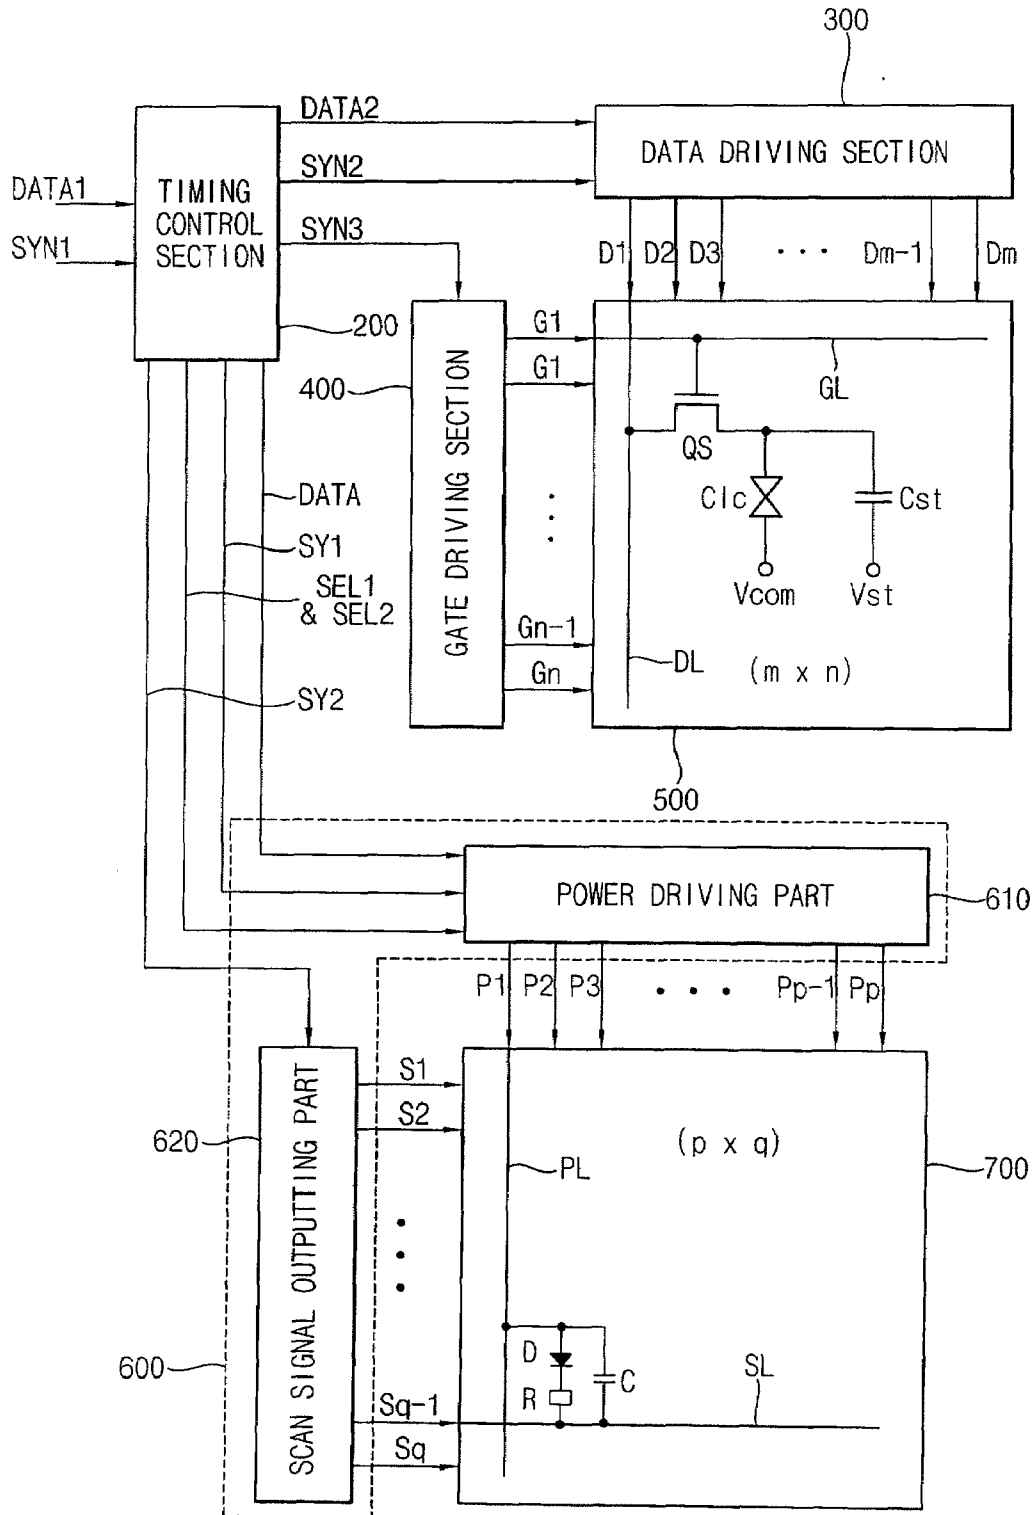 300
DATA2
DATA DRIVING SECTION
SYN2
DATA1
TIMING
CONTROL
SECTION
SYN1
SYN3
D1 D2 D3 ... Dm-1 Dm
200
G1
G1
GL
400
GATE DRIVING SECTION
QS
Clc
Cst
DATA
SY1
SEL1
& SEL2
Vcom
Vst
Gn-1
Gn
DL
(m x n)
SY2
500
POWER DRIVING PART
610
P1 P2 P3 ... Pp-1 Pp
S1
S2
620
SCAN SIGNAL OUTPUTTING PART
(p x q)
PL
700
D
R
C
SL
600
Sq-1
Sq